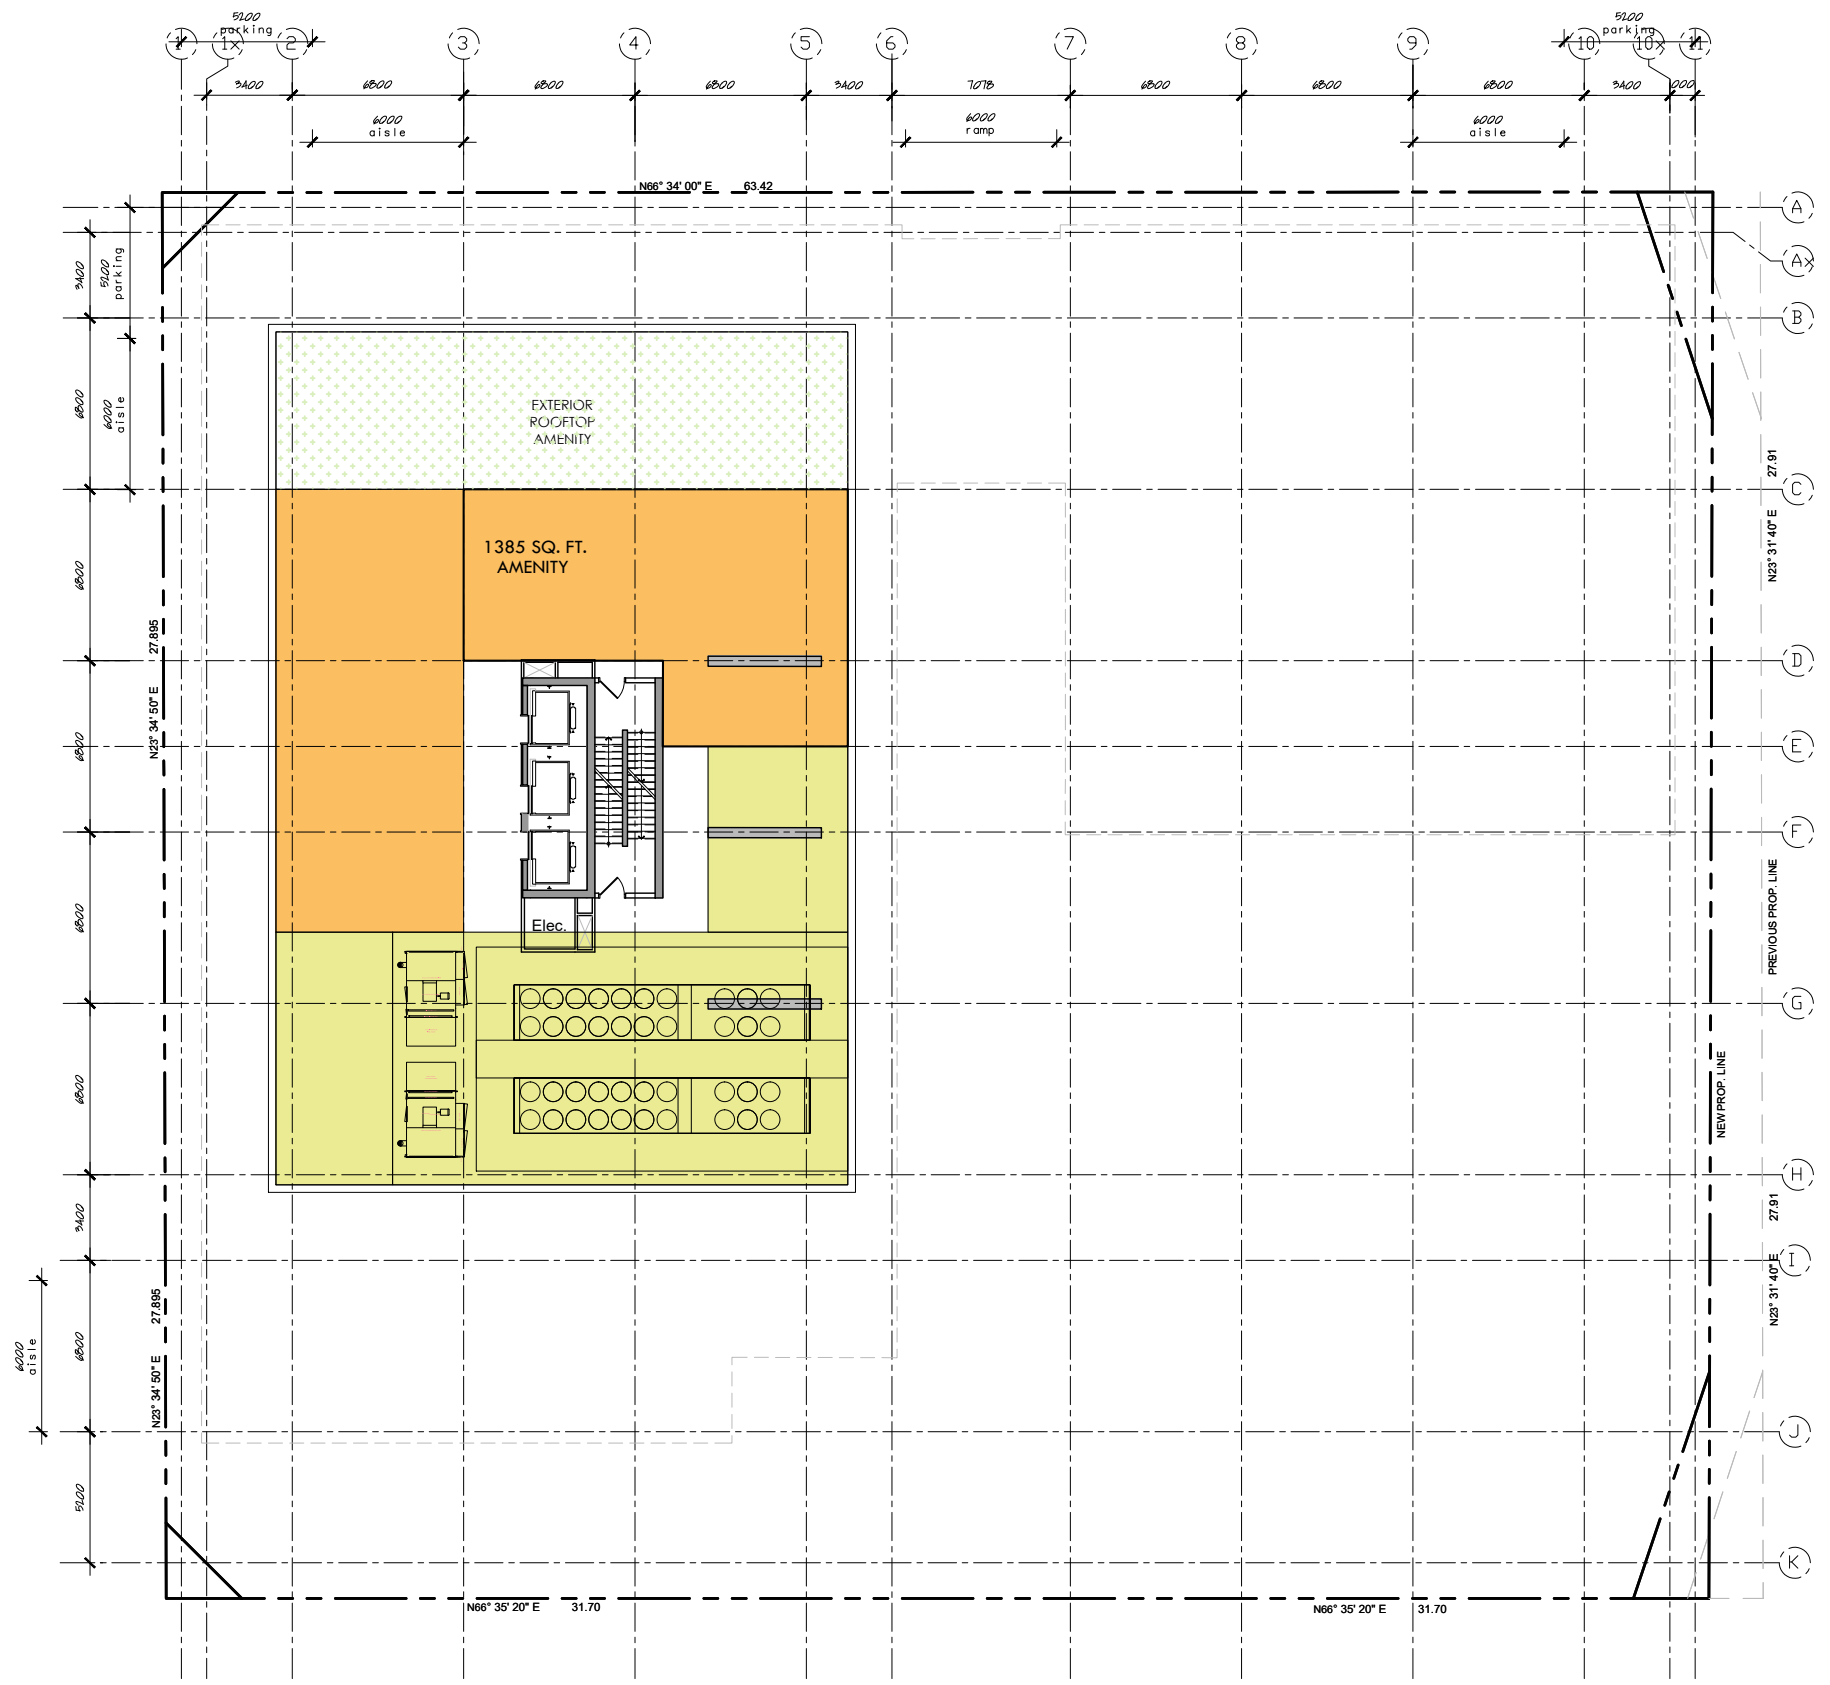 5200
parking
5200
parking
1
1x
2
3
4
5
6
7
8
9
10
10x
11
3400
6800
6800
6800
3400
7078
6800
6800
6800
3400
6000
aisle
6000
ramp
6000
aisle
N66° 34' 00" E 63.42
A
Ax
B
C
D
E
F
G
H
I
J
K
3400
5200
parking
6800
6000
aisle
6800
6800
6800
6800
3400
6800
6000
aisle
5200
EXTERIOR
ROOFTOP
AMENITY
1385 SQ. FT.
AMENITY
Elec.
N23° 34' 50" E 27.895
N23° 34' 50" E 27.895
N23° 31' 40" E 27.91
PREVIOUS PROP. LINE
NEW PROP. LINE
N23° 31' 40" E 27.91
N66° 35' 20" E 31.70
N66° 35' 20" E 31.70